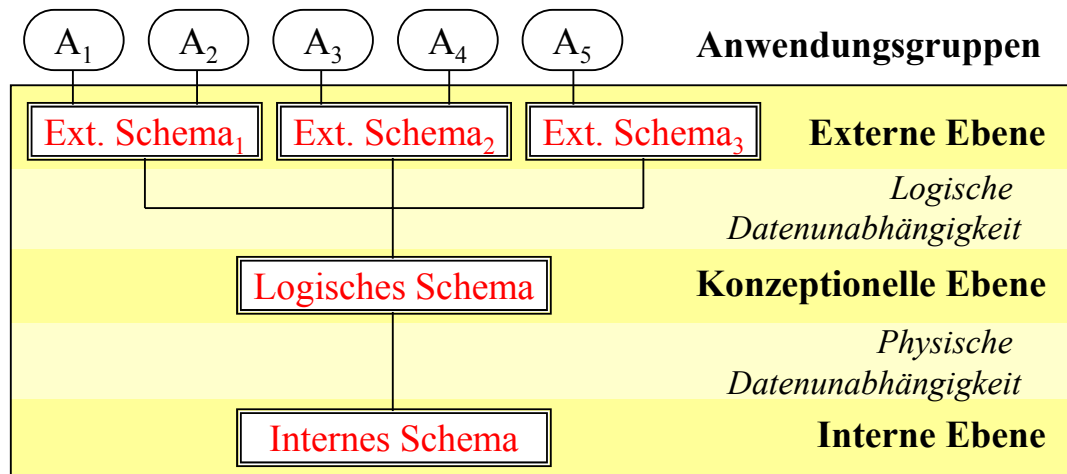 A₁ A₂ A₃ A₄ A₅ Anwendungsgruppen
Ext. Schema₁ Ext. Schema₂ Ext. Schema₃ Externe Ebene
Logische
Datenunabhängigkeit
Logisches Schema Konzeptionelle Ebene
Physische
Datenunabhängigkeit
Internes Schema Interne Ebene